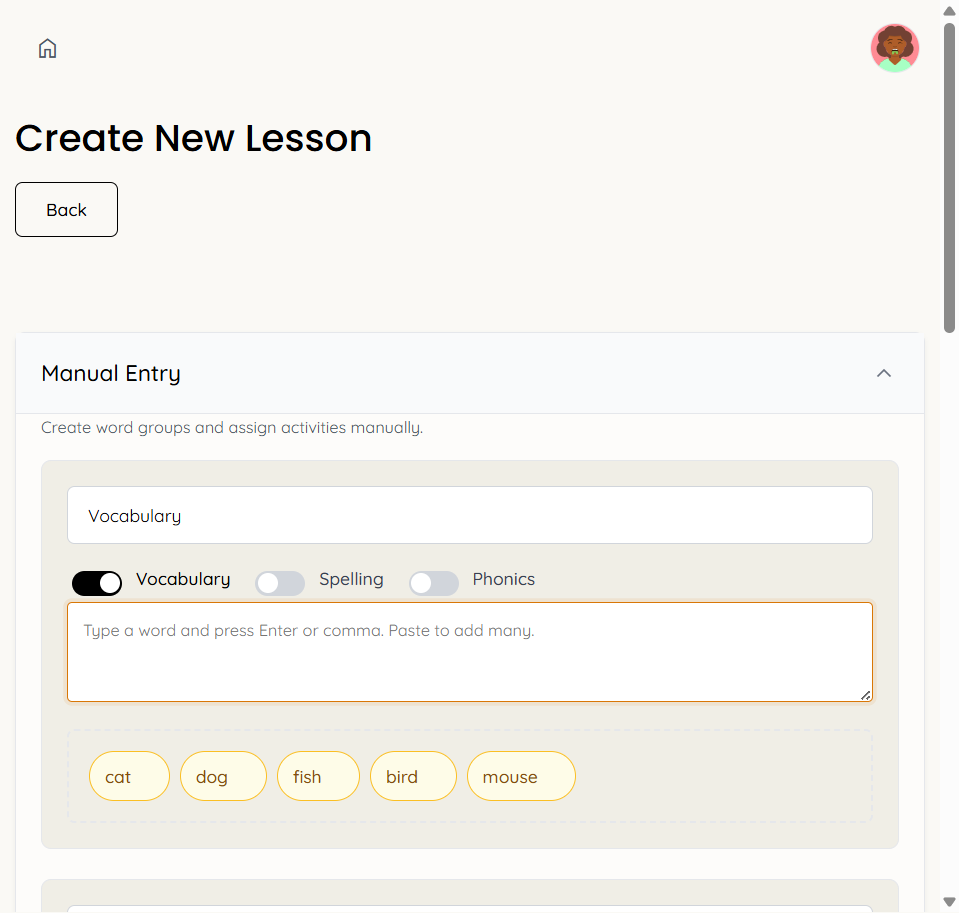 Create New Lesson
Back
Manual Entry
Create word groups and assign activities manually.
Vocabulary
Vocabulary Spelling Phonics
Type a word and press Enter or comma. Paste to add many.
cat dog fish bird mouse